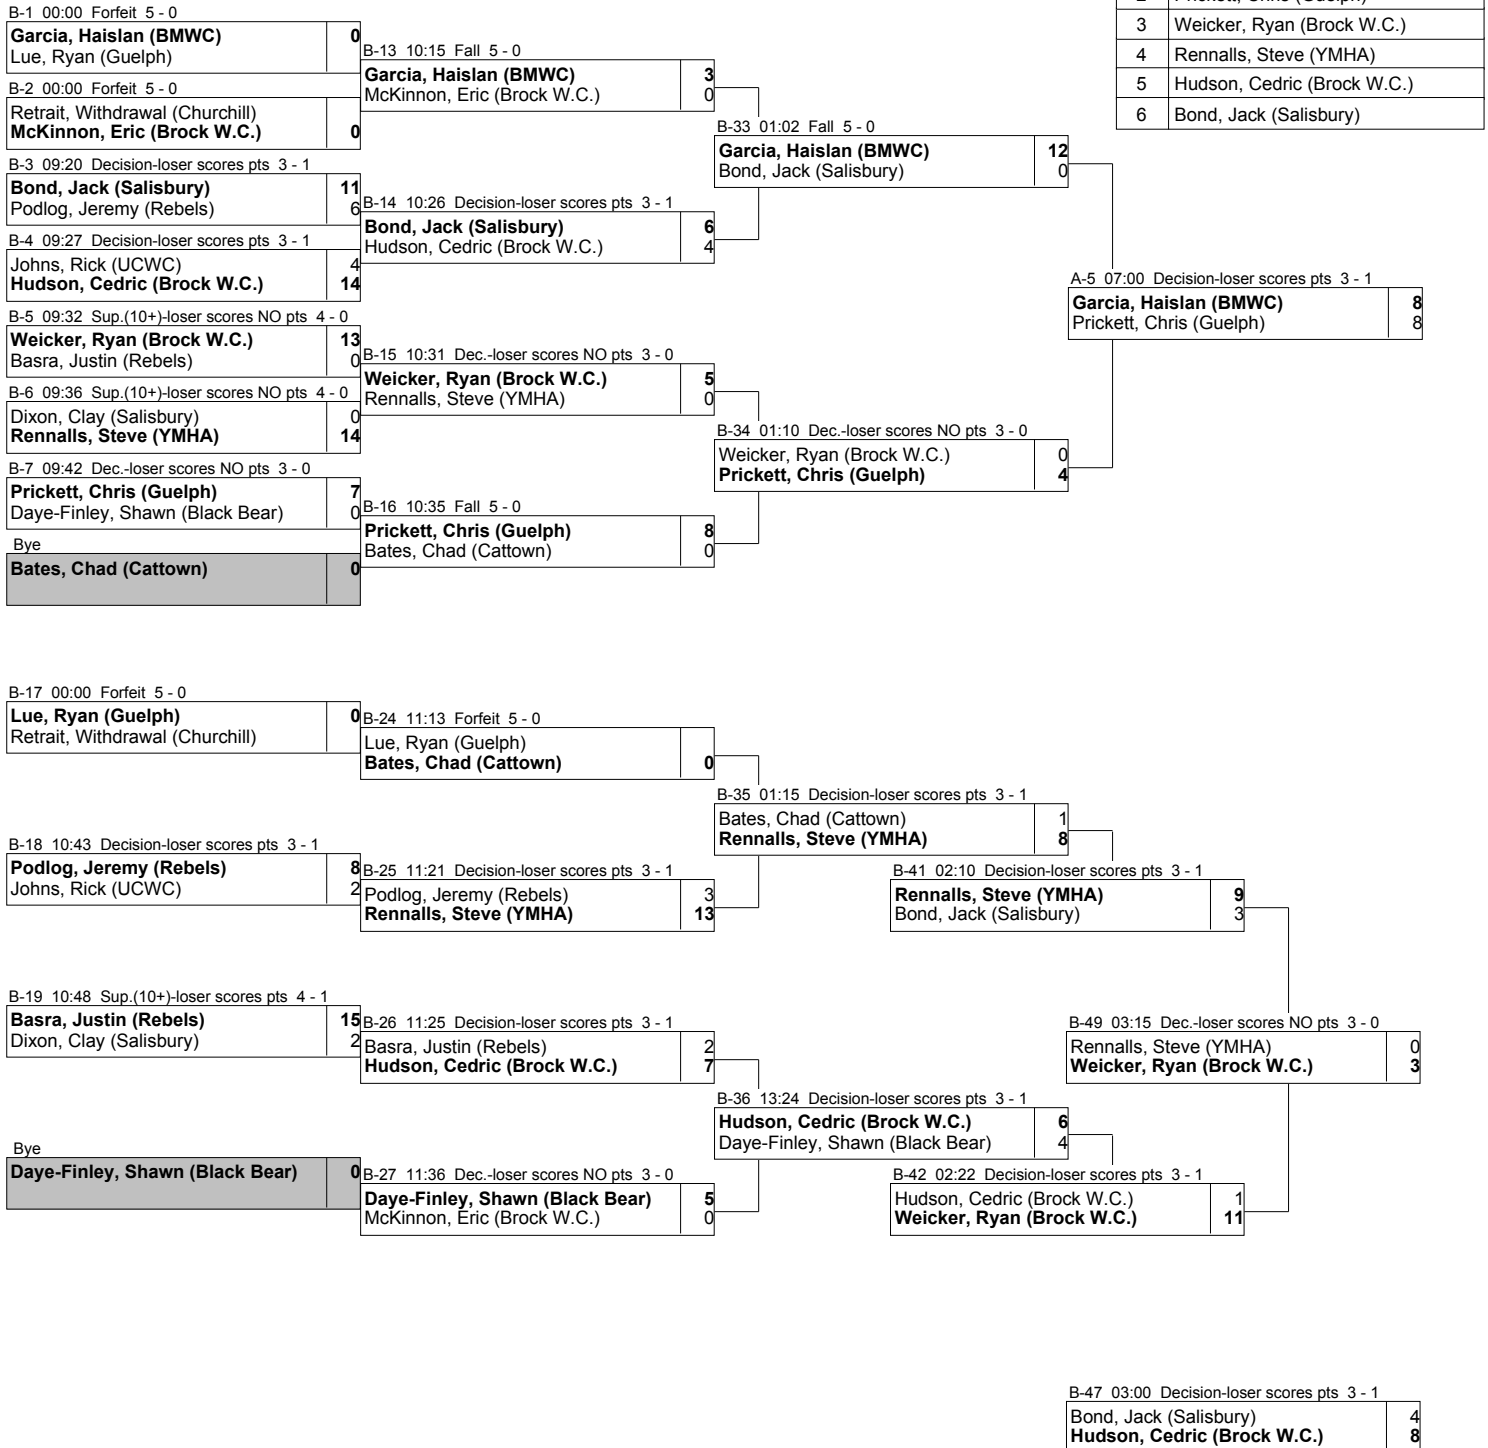 B-1 00:00 Forfeit 5 - 0
Garcia, Haislan (BMWC) 0
Lue, Ryan (Guelph)
B-2 00:00 Forfeit 5 - 0
Retrait, Withdrawal (Churchill)
McKinnon, Eric (Brock W.C.) 0
B-3 09:20 Decision-loser scores pts 3 - 1
Bond, Jack (Salisbury) 11
Podlog, Jeremy (Rebels) 6
B-4 09:27 Decision-loser scores pts 3 - 1
Johns, Rick (UCWC) 4
Hudson, Cedric (Brock W.C.) 14
B-5 09:32 Sup.(10+)-loser scores NO pts 4 - 0
Weicker, Ryan (Brock W.C.) 13
Basra, Justin (Rebels) 0
B-6 09:36 Sup.(10+)-loser scores NO pts 4 - 0
Dixon, Clay (Salisbury) 0
Rennalls, Steve (YMHA) 14
B-7 09:42 Dec.-loser scores NO pts 3 - 0
Prickett, Chris (Guelph) 7
Daye-Finley, Shawn (Black Bear) 0
Bye
Bates, Chad (Cattown) 0
B-13 10:15 Fall 5 - 0
Garcia, Haislan (BMWC) 3
McKinnon, Eric (Brock W.C.) 0
B-14 10:26 Decision-loser scores pts 3 - 1
Bond, Jack (Salisbury) 6
Hudson, Cedric (Brock W.C.) 4
B-15 10:31 Dec.-loser scores NO pts 3 - 0
Weicker, Ryan (Brock W.C.) 5
Rennalls, Steve (YMHA) 0
B-16 10:35 Fall 5 - 0
Prickett, Chris (Guelph) 8
Bates, Chad (Cattown) 0
B-33 01:02 Fall 5 - 0
Garcia, Haislan (BMWC) 12
Bond, Jack (Salisbury) 0
B-34 01:10 Dec.-loser scores NO pts 3 - 0
Weicker, Ryan (Brock W.C.) 0
Prickett, Chris (Guelph) 4
2 Prickett, Chris (Guelph)
3 Weicker, Ryan (Brock W.C.)
4 Rennalls, Steve (YMHA)
5 Hudson, Cedric (Brock W.C.)
6 Bond, Jack (Salisbury)
A-5 07:00 Decision-loser scores pts 3 - 1
Garcia, Haislan (BMWC) 8
Prickett, Chris (Guelph) 8
B-17 00:00 Forfeit 5 - 0
Lue, Ryan (Guelph) 0
Retrait, Withdrawal (Churchill)
B-18 10:43 Decision-loser scores pts 3 - 1
Podlog, Jeremy (Rebels) 8
Johns, Rick (UCWC) 2
B-19 10:48 Sup.(10+)-loser scores pts 4 - 1
Basra, Justin (Rebels) 15
Dixon, Clay (Salisbury) 2
Bye
Daye-Finley, Shawn (Black Bear) 0
B-24 11:13 Forfeit 5 - 0
Lue, Ryan (Guelph)
Bates, Chad (Cattown) 0
B-25 11:21 Decision-loser scores pts 3 - 1
Podlog, Jeremy (Rebels) 3
Rennalls, Steve (YMHA) 13
B-26 11:25 Decision-loser scores pts 3 - 1
Basra, Justin (Rebels) 2
Hudson, Cedric (Brock W.C.) 7
B-27 11:36 Dec.-loser scores NO pts 3 - 0
Daye-Finley, Shawn (Black Bear) 5
McKinnon, Eric (Brock W.C.) 0
B-35 01:15 Decision-loser scores pts 3 - 1
Bates, Chad (Cattown) 1
Rennalls, Steve (YMHA) 8
B-36 13:24 Decision-loser scores pts 3 - 1
Hudson, Cedric (Brock W.C.) 6
Daye-Finley, Shawn (Black Bear) 4
B-41 02:10 Decision-loser scores pts 3 - 1
Rennalls, Steve (YMHA) 9
Bond, Jack (Salisbury) 3
B-42 02:22 Decision-loser scores pts 3 - 1
Hudson, Cedric (Brock W.C.) 1
Weicker, Ryan (Brock W.C.) 11
B-49 03:15 Dec.-loser scores NO pts 3 - 0
Rennalls, Steve (YMHA) 0
Weicker, Ryan (Brock W.C.) 3
B-47 03:00 Decision-loser scores pts 3 - 1
Bond, Jack (Salisbury) 4
Hudson, Cedric (Brock W.C.) 8